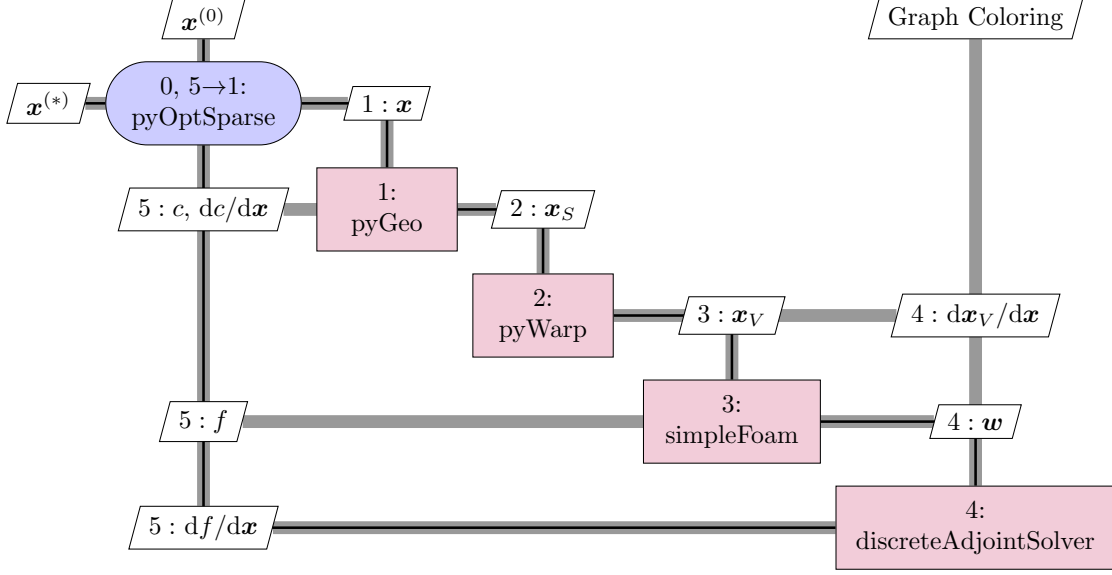 𝒙⁽⁰⁾
Graph Coloring
𝒙⁽*⁾
0, 5→1:
pyOptSparse
1 : 𝒙
5 : c, dc/d𝒙
1:
pyGeo
2 : 𝒙_S
2:
pyWarp
3 : 𝒙_V
4 : d𝒙_V/d𝒙
5 : f
3:
simpleFoam
4 : 𝒘
5 : df/d𝒙
4:
discreteAdjointSolver